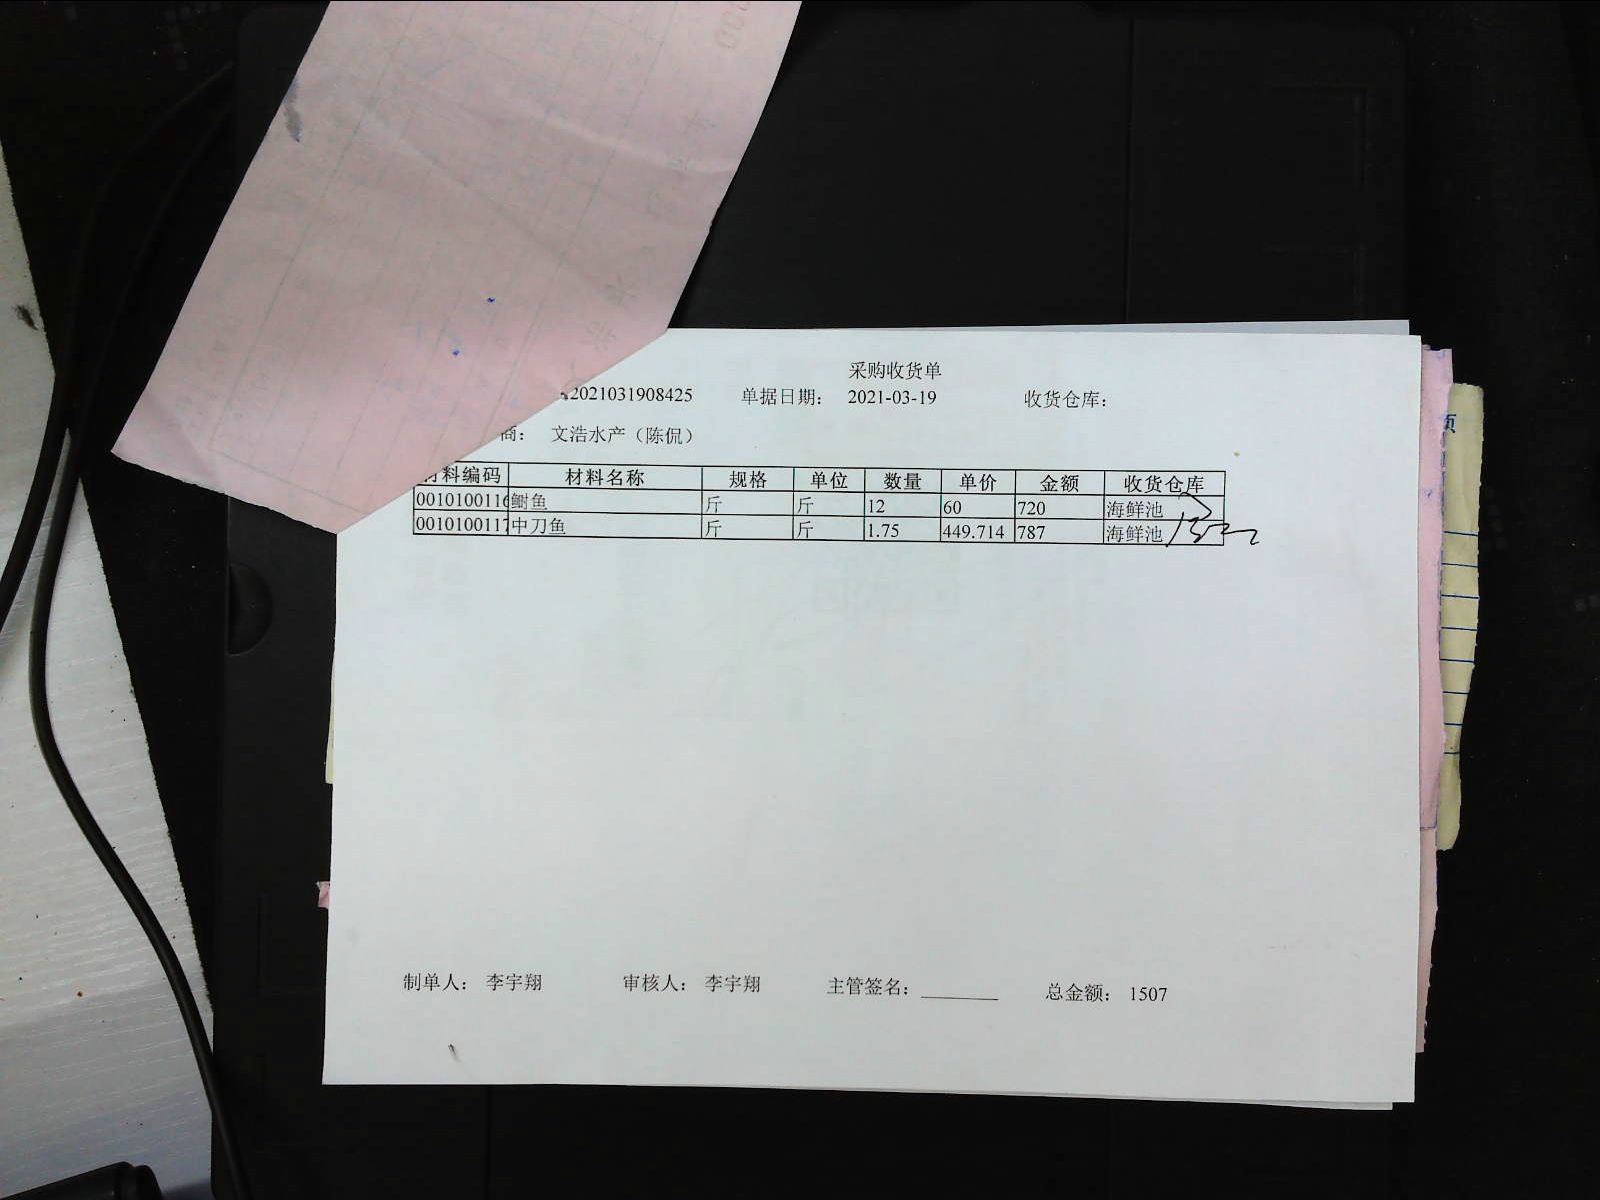 采购收货单
2021031908425 单据日期: 2021-03-19 收货仓库:
商: 文浩水产（陈侃）
材料编码 材料名称 规格 单位 数量 单价 金额 收货仓库
0010100116 鮰鱼 斤 斤 12 60 720 海鲜池
0010100117 中刀鱼 斤 斤 1.75 449.714 787 海鲜池
制单人: 李宇翔 审核人: 李宇翔 主管签名: 总金额: 1507